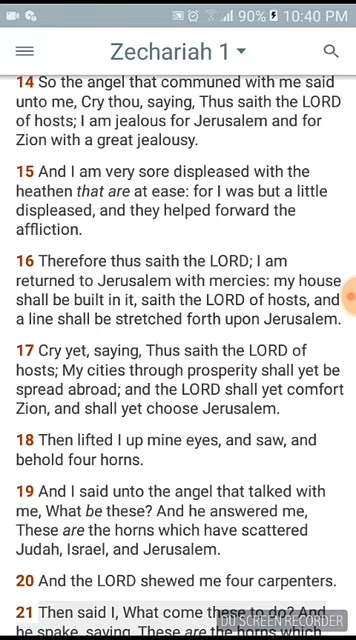 90% 10:40 PM
Zechariah 1
14 So the angel that communed with me said
unto me, Cry thou, saying, Thus saith the LORD
of hosts; I am jealous for Jerusalem and for
Zion with a great jealousy.
15 And I am very sore displeased with the
heathen that are at ease: for I was but a little
displeased, and they helped forward the
affliction.
16 Therefore thus saith the LORD; I am
returned to Jerusalem with mercies: my house
shall be built in it, saith the LORD of hosts, and
a line shall be stretched forth upon Jerusalem.
17 Cry yet, saying, Thus saith the LORD of
hosts; My cities through prosperity shall yet be
spread abroad; and the LORD shall yet comfort
Zion, and shall yet choose Jerusalem.
18 Then lifted I up mine eyes, and saw, and
behold four horns.
19 And I said unto the angel that talked with
me, What be these? And he answered me,
These are the horns which have scattered
Judah, Israel, and Jerusalem.
20 And the LORD shewed me four carpenters.
21 Then said I, What come these to do? And
he spake, saying, These are the horns which
DU SCREEN RECORDER